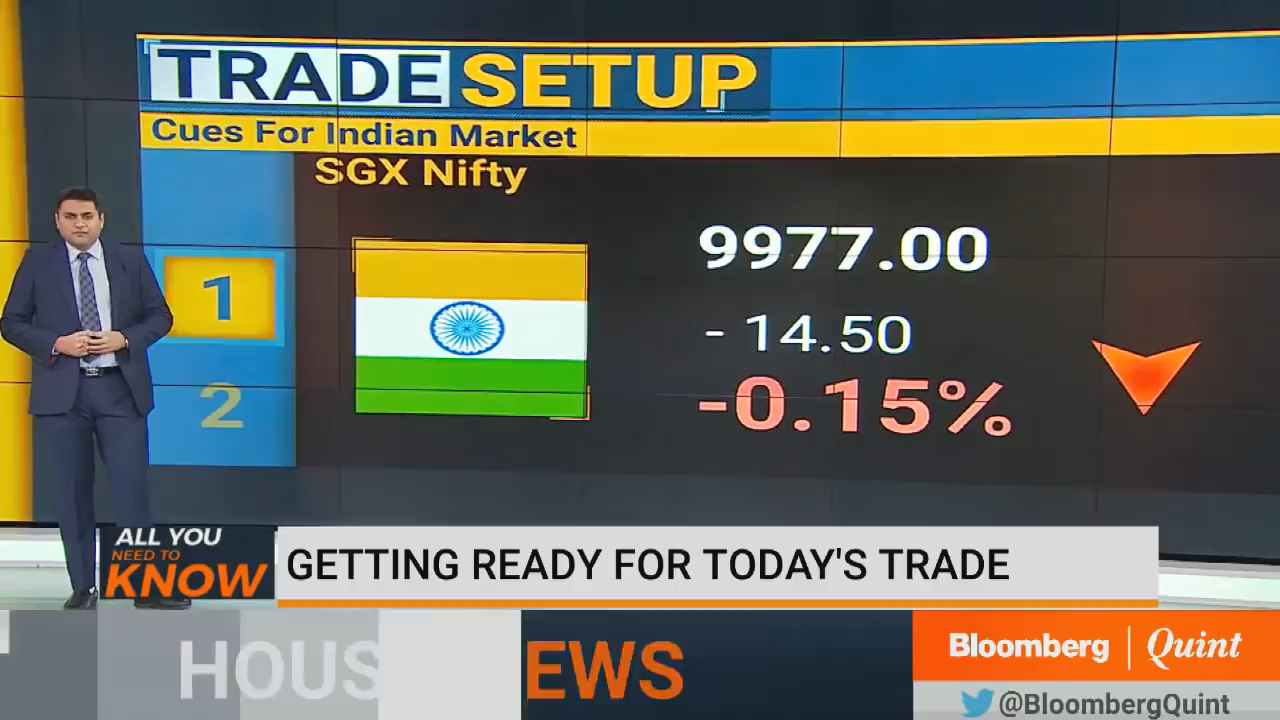 TRADE SETUP
Cues For Indian Market
SGX Nifty
1
2
9977.00
- 14.50
-0.15%
ALL YOU
NEED TO
KNOW
GETTING READY FOR TODAY'S TRADE
HOUS
EWS
Bloomberg | Quint
@BloombergQuint